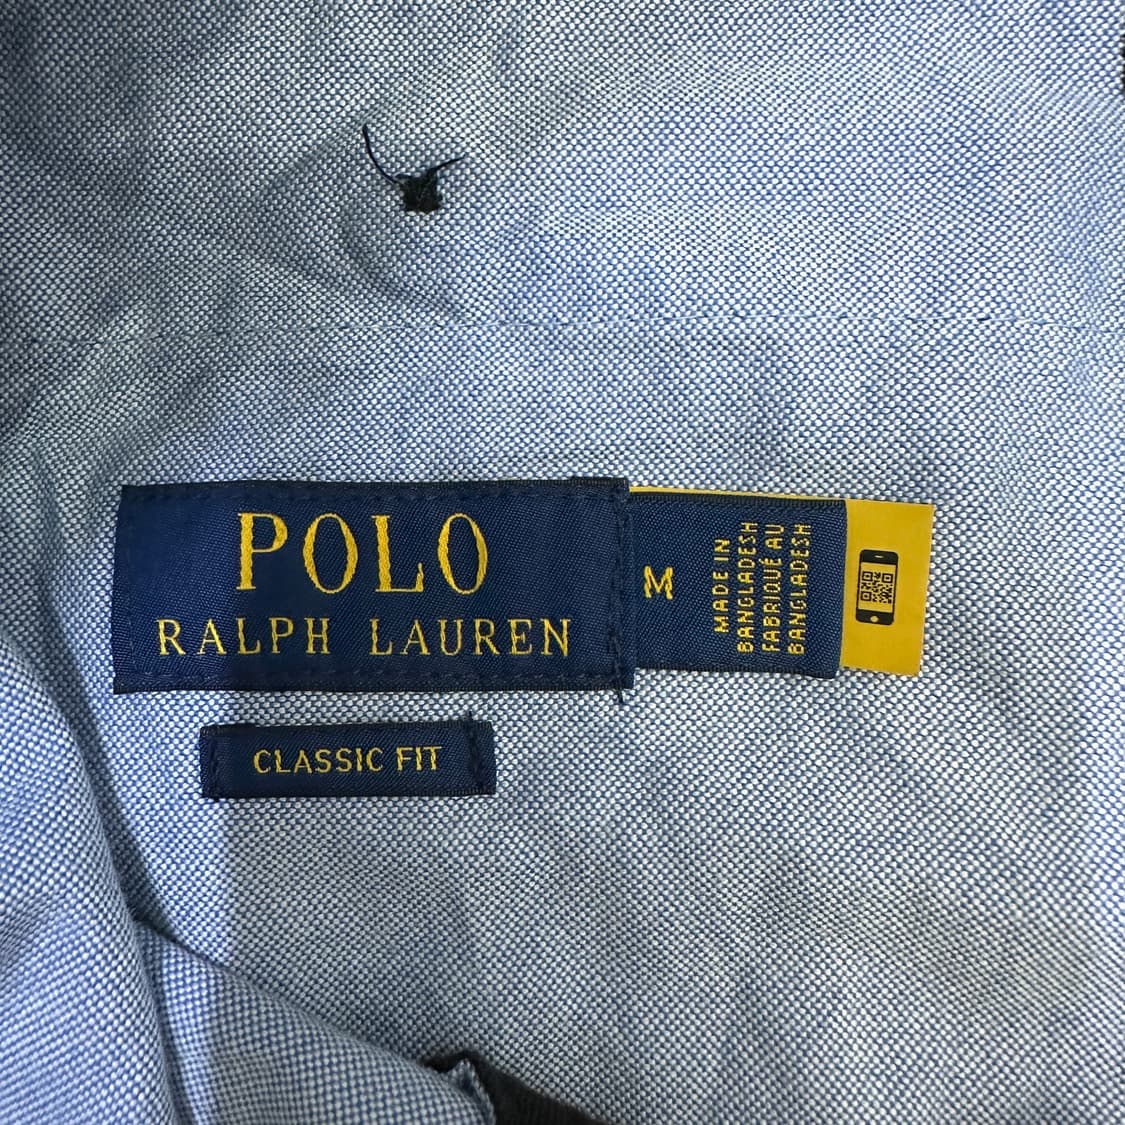 POLO
RALPH LAUREN
M
MADE IN
BANGLADESH
FABRIQUÉ AU
BANGLADESH
CLASSIC FIT